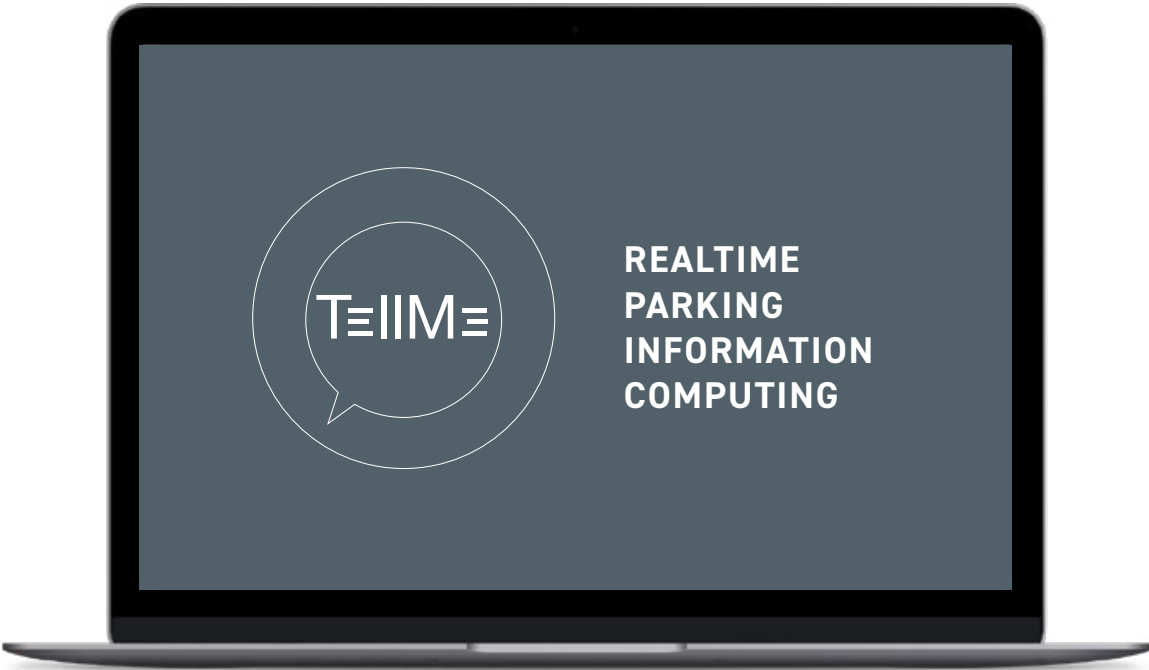 TellMe
REALTIME
PARKING
INFORMATION
COMPUTING